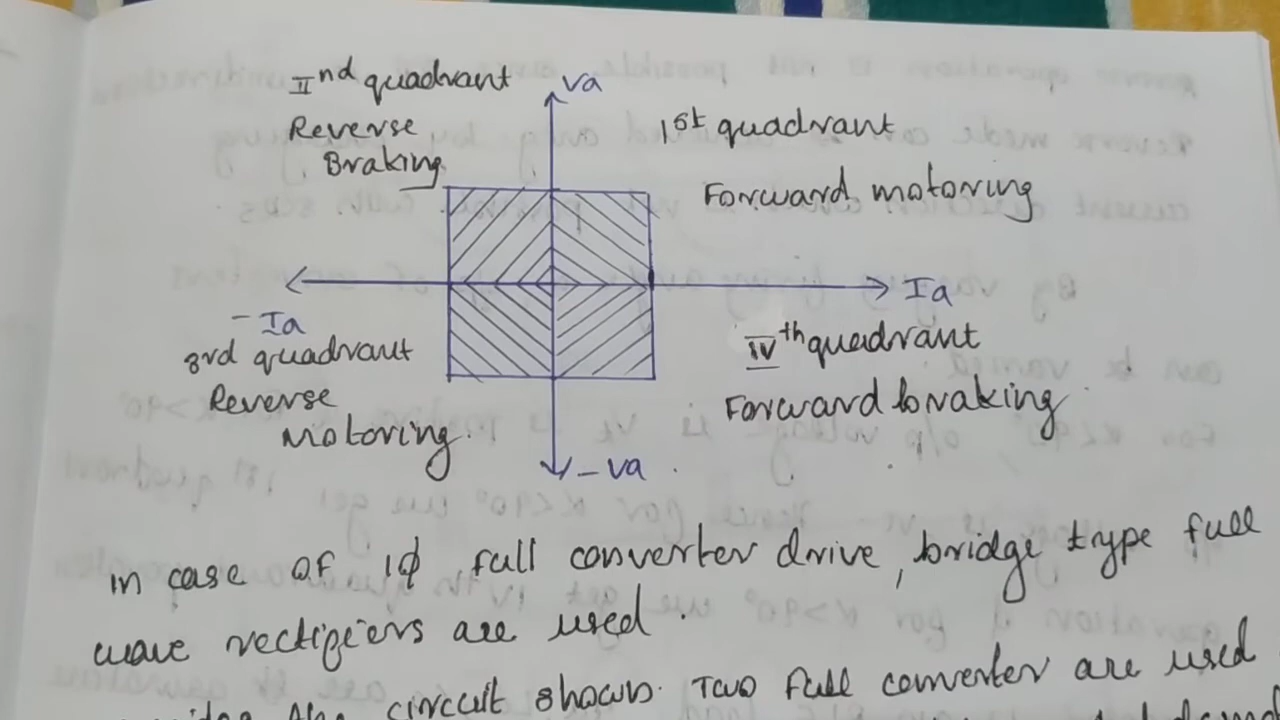 IInd quadrant
Reverse
Braking
Va
1st quadrant
Forward motoring
Ia
-Ia
3rd quadrant
Reverse
Motoring.
IVth quadrant
Forward braking
-Va
in case of 1ϕ full converter drive, bridge type full
wave rectifiers are used.
the circuit shown. Two full converter are used